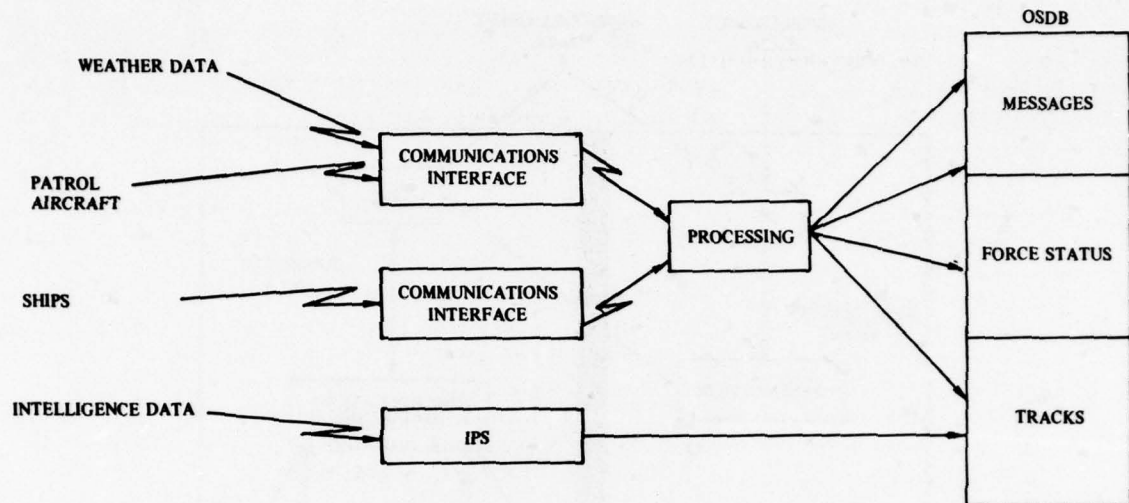 OSDB
WEATHER DATA
MESSAGES
COMMUNICATIONS
INTERFACE
PATROL
AIRCRAFT
PROCESSING
FORCE STATUS
SHIPS
COMMUNICATIONS
INTERFACE
INTELLIGENCE DATA
IPS
TRACKS